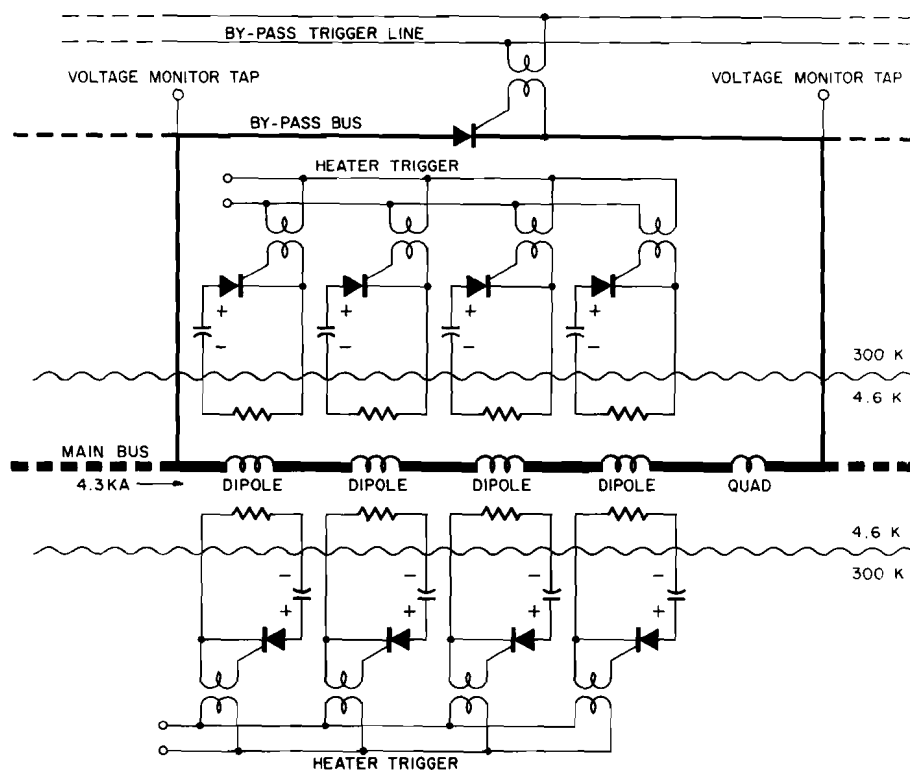 BY-PASS TRIGGER LINE
VOLTAGE MONITOR TAP
VOLTAGE MONITOR TAP
BY-PASS BUS
HEATER TRIGGER
+
+
+
+
-
-
-
-
300 K
4.6 K
MAIN BUS
4.3KA
DIPOLE
DIPOLE
DIPOLE
DIPOLE
QUAD
4.6 K
300 K
-
-
-
-
+
+
+
+
HEATER TRIGGER